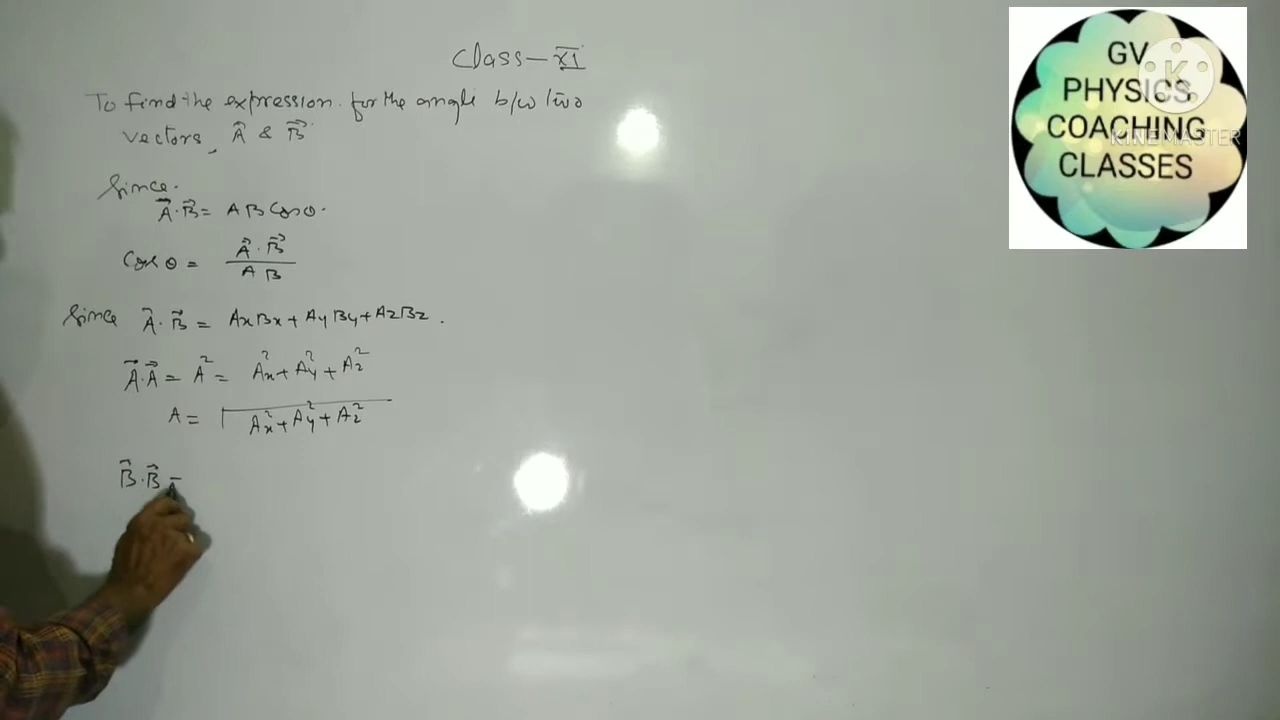 Class-XI
To find the expression for the angle b/w two
vectors, A⃗ & B⃗
Since
A⃗.B⃗ = AB Cosθ.
Cosθ = A⃗.B⃗ / AB
Since A⃗.B⃗ = AxBx + AyBy + AzBz.
A⃗.A⃗ = A² = Ax² + Ay² + Az²
A = √Ax² + Ay² + Az²
B⃗.B⃗ =
GV
PHYSICS
COACHING
CLASSES
K
KINEMASTER